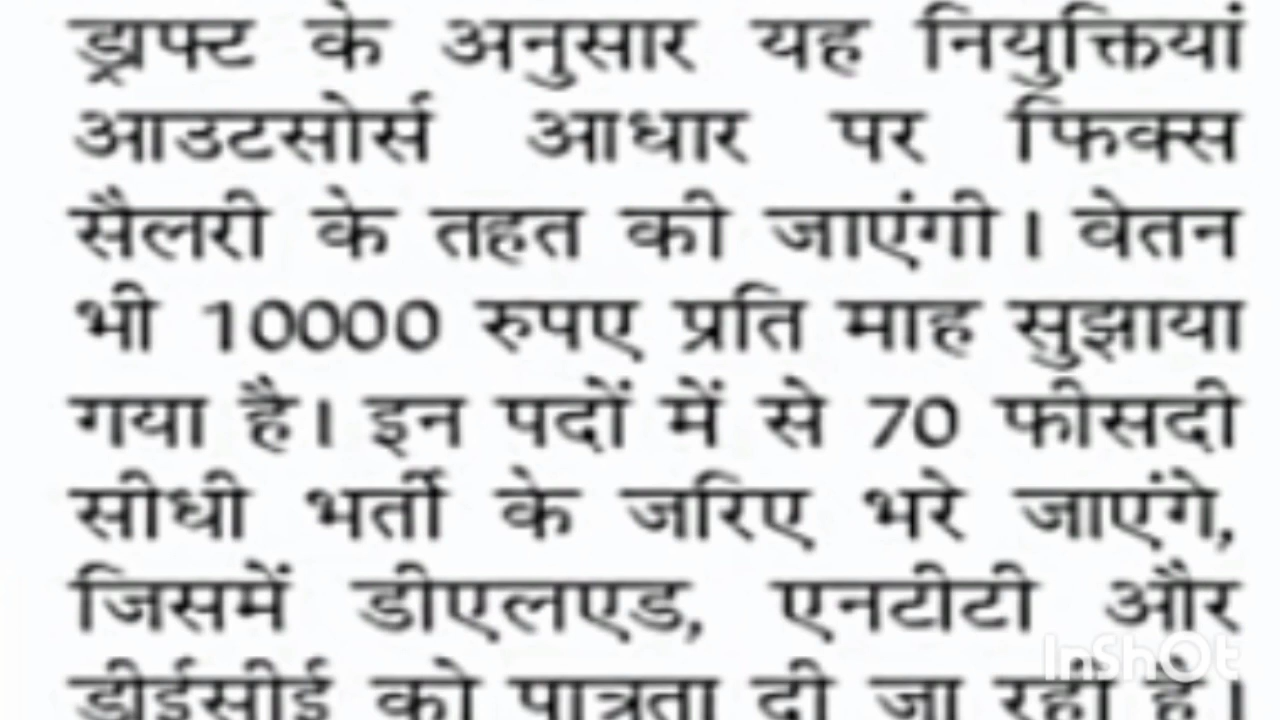 ड्राफ्ट के अनुसार यह नियुक्तियां
आउटसोर्स आधार पर फिक्स
सैलरी के तहत की जाएंगी। वेतन
भी 10000 रुपए प्रति माह सुझाया
गया है। इन पदों में से 70 फीसदी
सीधी भर्ती के जरिए भरे जाएंगे,
जिसमें डीएलएड, एनटीटी और
डीईसीई को पात्रता दी जा रही है।
InShOt